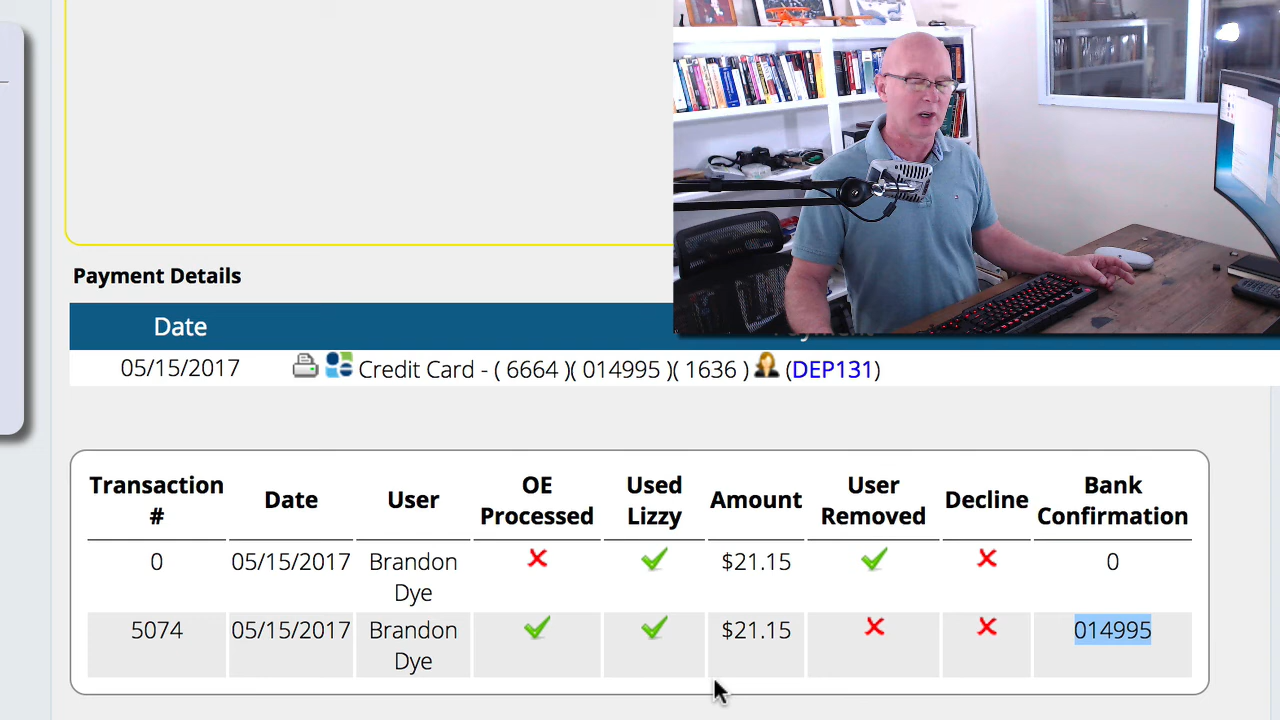 Payment Details
Date
05/15/2017 Credit Card - ( 6664 )( 014995 )( 1636 ) (DEP131)
Transaction # Date User OE Processed Used Lizzy Amount User Removed Decline Bank Confirmation
0 05/15/2017 Brandon Dye $21.15 0
5074 05/15/2017 Brandon Dye $21.15 014995